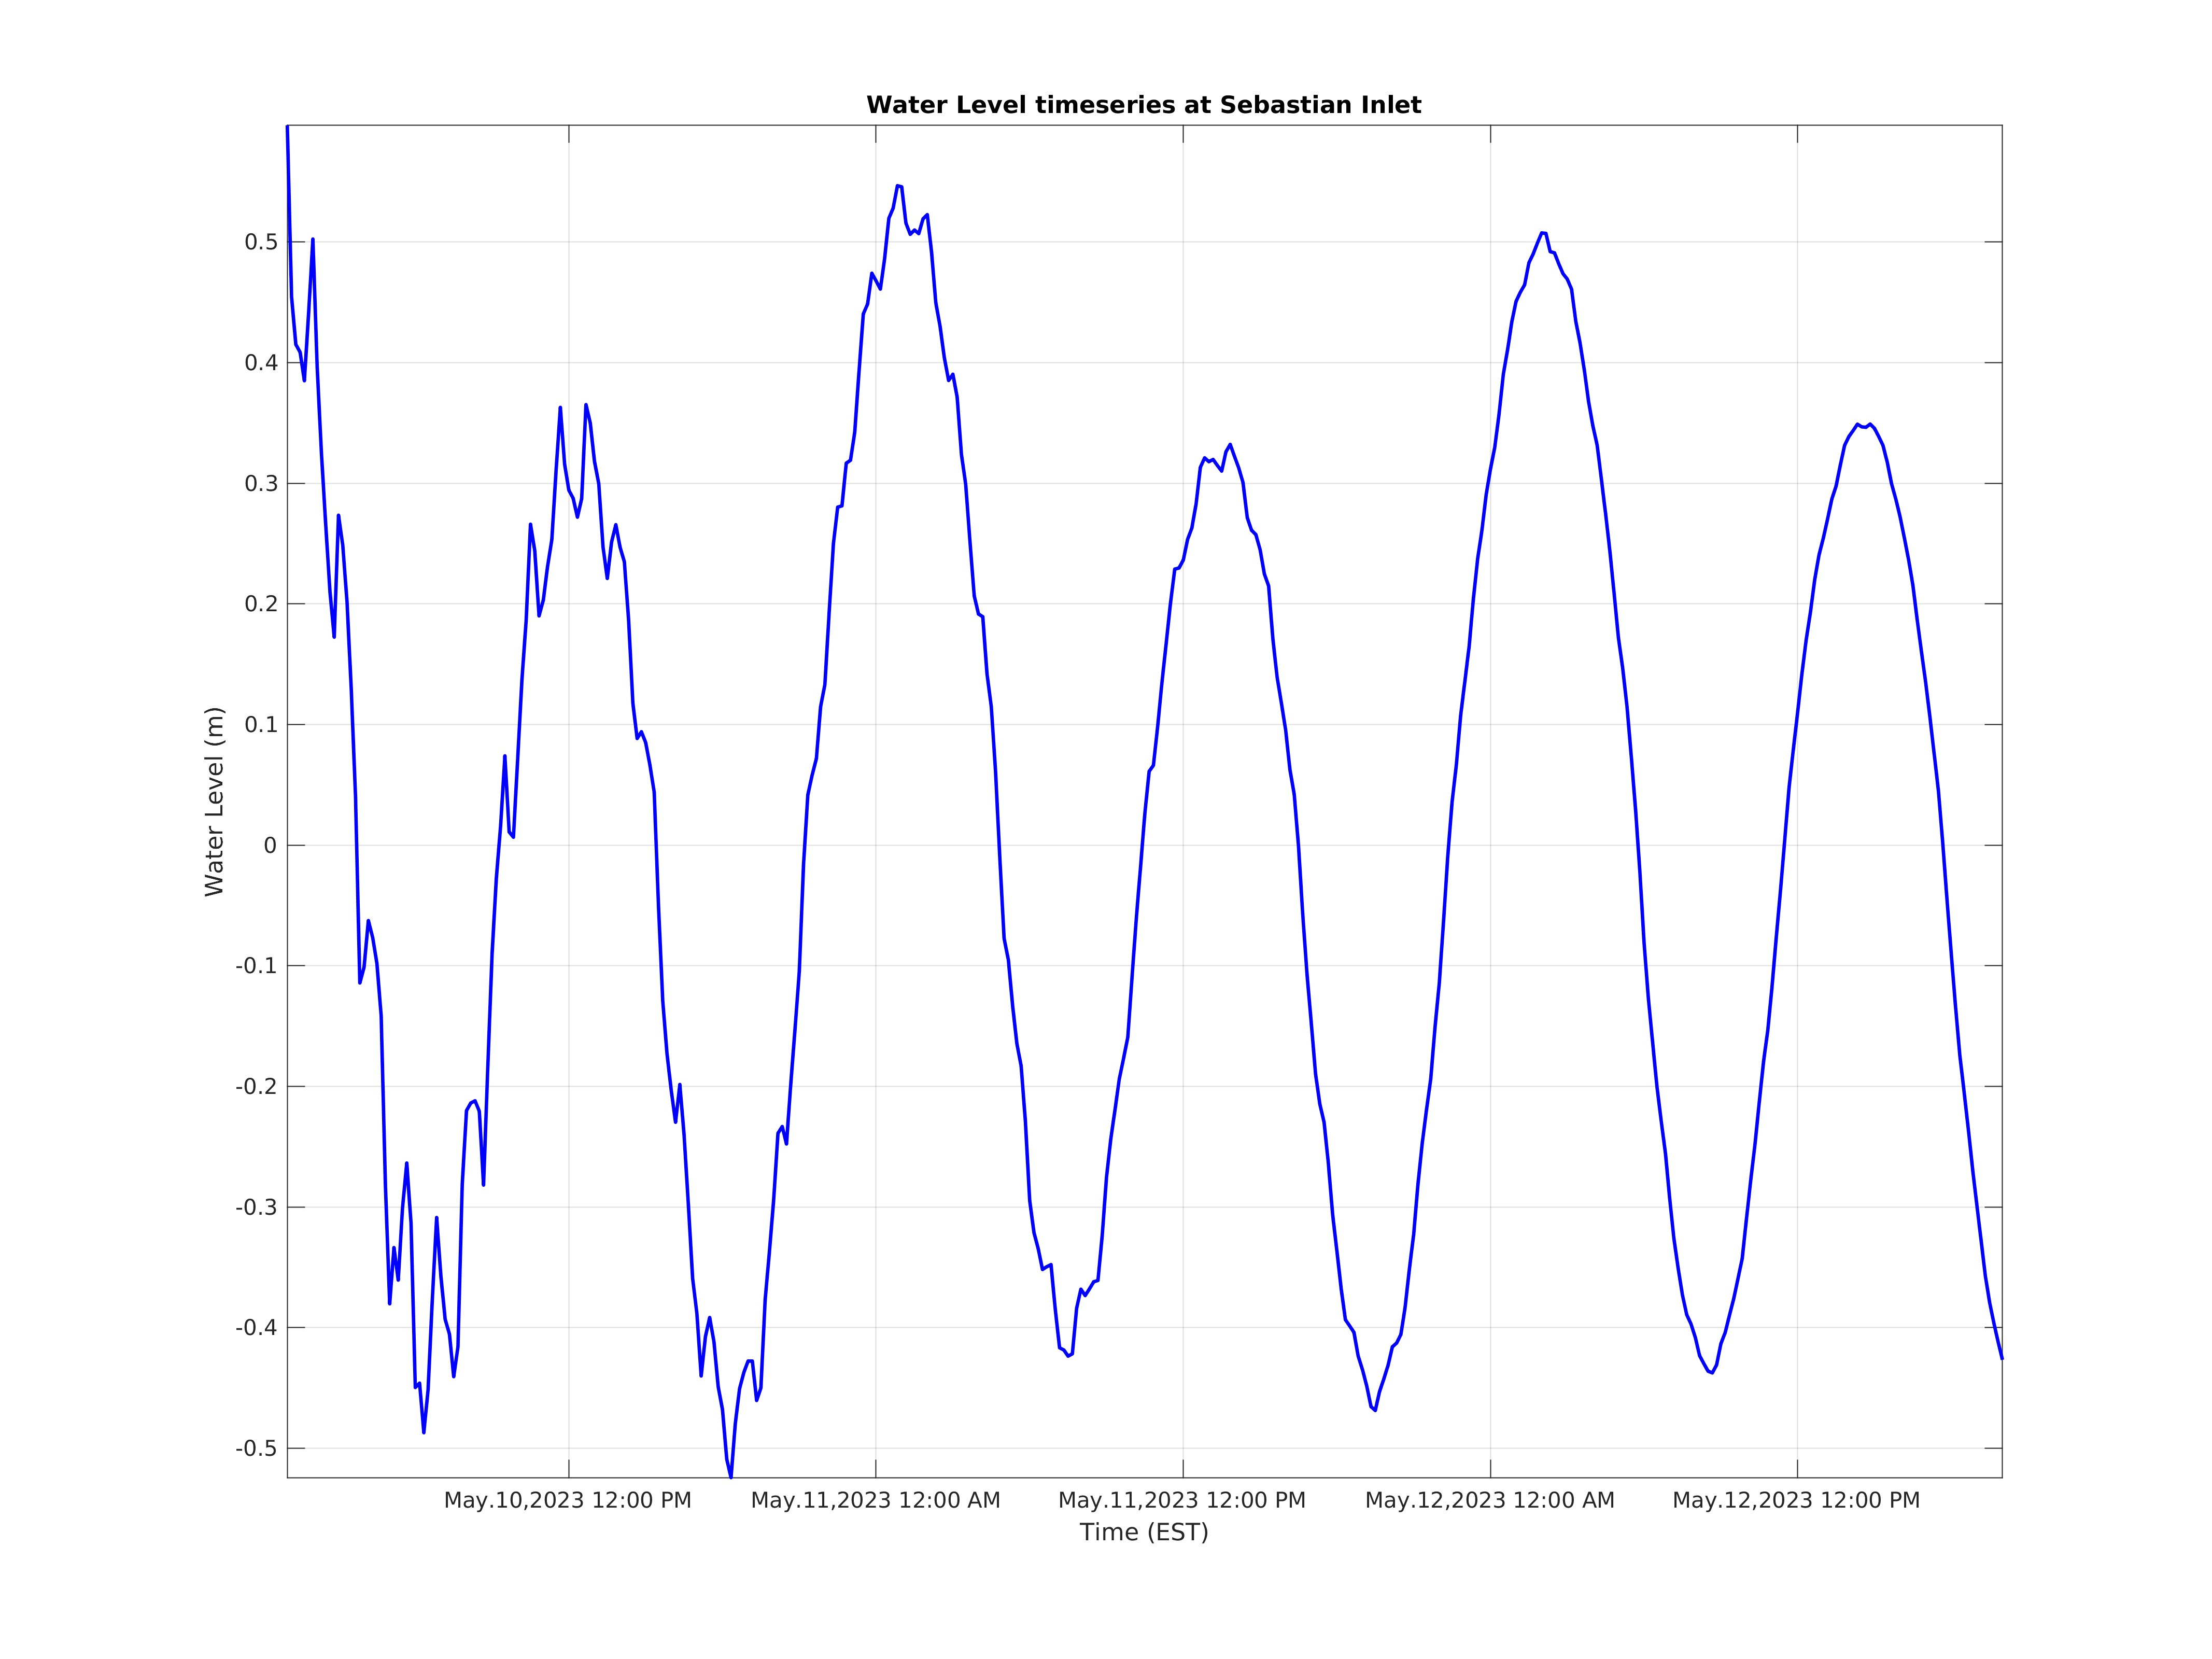 Water Level timeseries at Sebastian Inlet
Water Level (m)
0.5
0.4
0.3
0.2
0.1
0
-0.1
-0.2
-0.3
-0.4
-0.5
May.10,2023 12:00 PM
May.11,2023 12:00 AM
May.11,2023 12:00 PM
May.12,2023 12:00 AM
May.12,2023 12:00 PM
Time (EST)